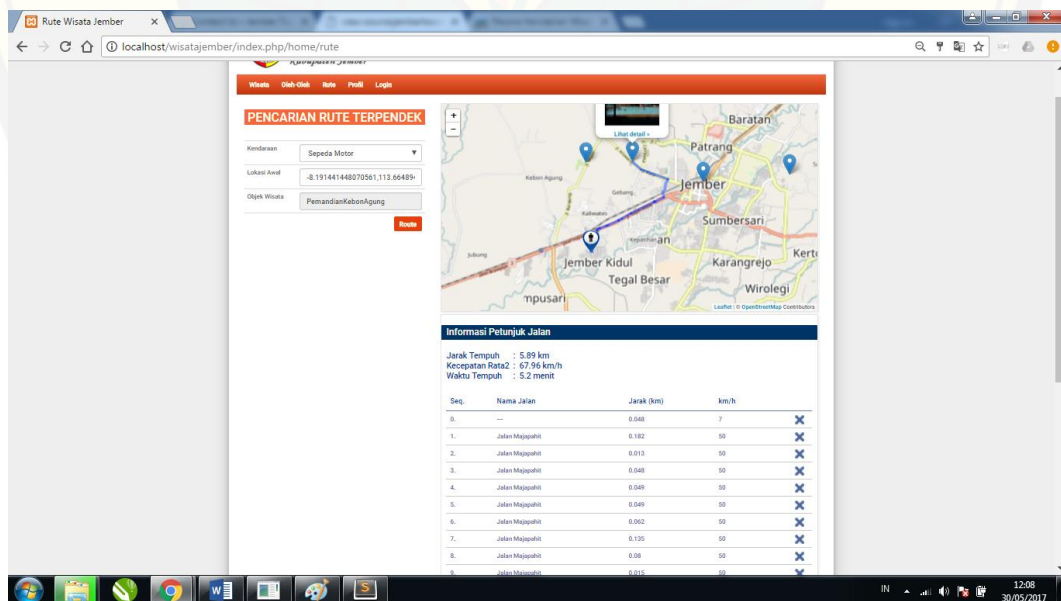 Rute Wisata Jember
localhost/wisatajember/index.php/home/rute
Kabupaten Jember
Wisata Oleh-Oleh Rute Profil Login
PENCARIAN RUTE TERPENDEK
Kendaraan Sepeda Motor
Lokasi Awal -8.191441448070561,113.66489
Objek Wisata PemandianKebonAgung
Route
+
−
Lihat detail »
Baratan
Patrang
Kebon Agung
Gebang
Jember
Kaliwates
Sumbersari
Kepatihan an
Jubung
Jember Kidul
Karangrejo
Kerto
Tegal Besar
Wirolegi
mpusari
Leaflet | © OpenStreetMap Contributors
Informasi Petunjuk Jalan
Jarak Tempuh : 5.89 km
Kecepatan Rata2 : 67.96 km/h
Waktu Tempuh : 5.2 menit
Seq. Nama Jalan Jarak (km) km/h
0. --- 0.048 7
1. Jalan Majapahit 0.182 50
2. Jalan Majapahit 0.013 50
3. Jalan Majapahit 0.048 50
4. Jalan Majapahit 0.049 50
5. Jalan Majapahit 0.049 50
6. Jalan Majapahit 0.062 50
7. Jalan Majapahit 0.135 50
8. Jalan Majapahit 0.08 50
9. Jalan Majapahit 0.015 50
IN
12:08
30/05/2017